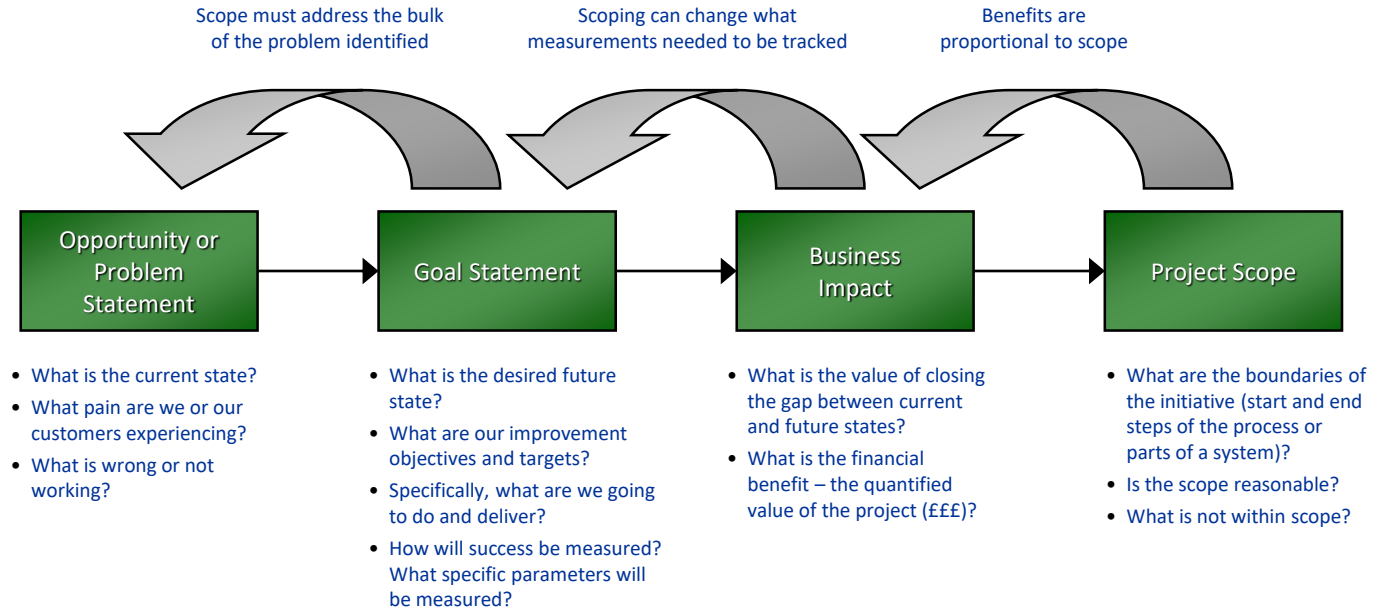 Scope must address the bulk
of the problem identified
Scoping can change what
measurements needed to be tracked
Benefits are
proportional to scope
Opportunity or
Problem
Statement
Goal Statement
Business
Impact
Project Scope
• What is the current state?
• What pain are we or our
customers experiencing?
• What is wrong or not
working?
• What is the desired future
state?
• What are our improvement
objectives and targets?
• Specifically, what are we going
to do and deliver?
• How will success be measured?
What specific parameters will
be measured?
• What is the value of closing
the gap between current
and future states?
• What is the financial
benefit – the quantified
value of the project (£££)?
• What are the boundaries of
the initiative (start and end
steps of the process or
parts of a system)?
• Is the scope reasonable?
• What is not within scope?